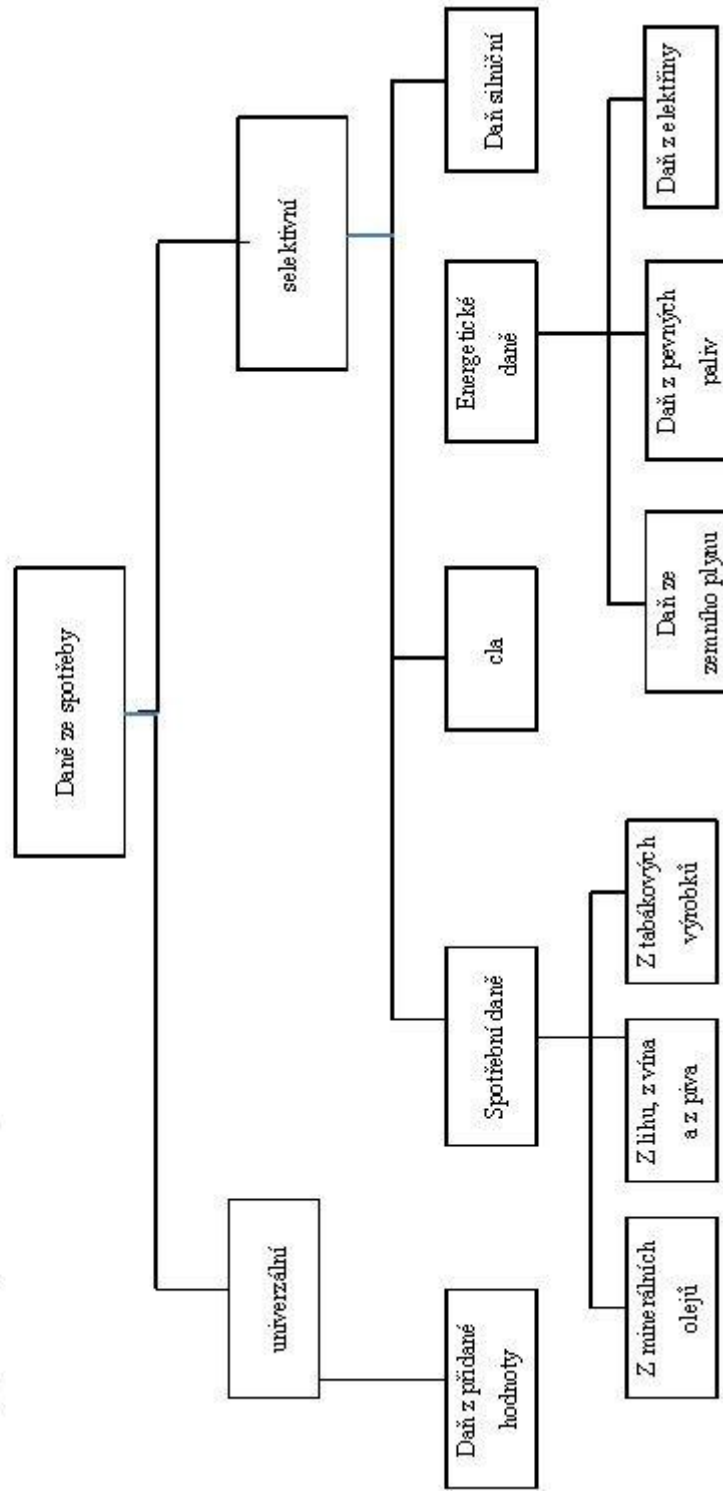 Daně ze spotřeby
univerzální
selektivní
Daň z přidané
hodnoty
Spotřební daně
cla
Energetické
daně
Daň silniční
Z minerálních
olejů
Z lihu, z vína
a z piva
Z tabákových
výrobků
Daň ze
zemního plynu
Daň z pevných
paliv
Daň z elektřiny